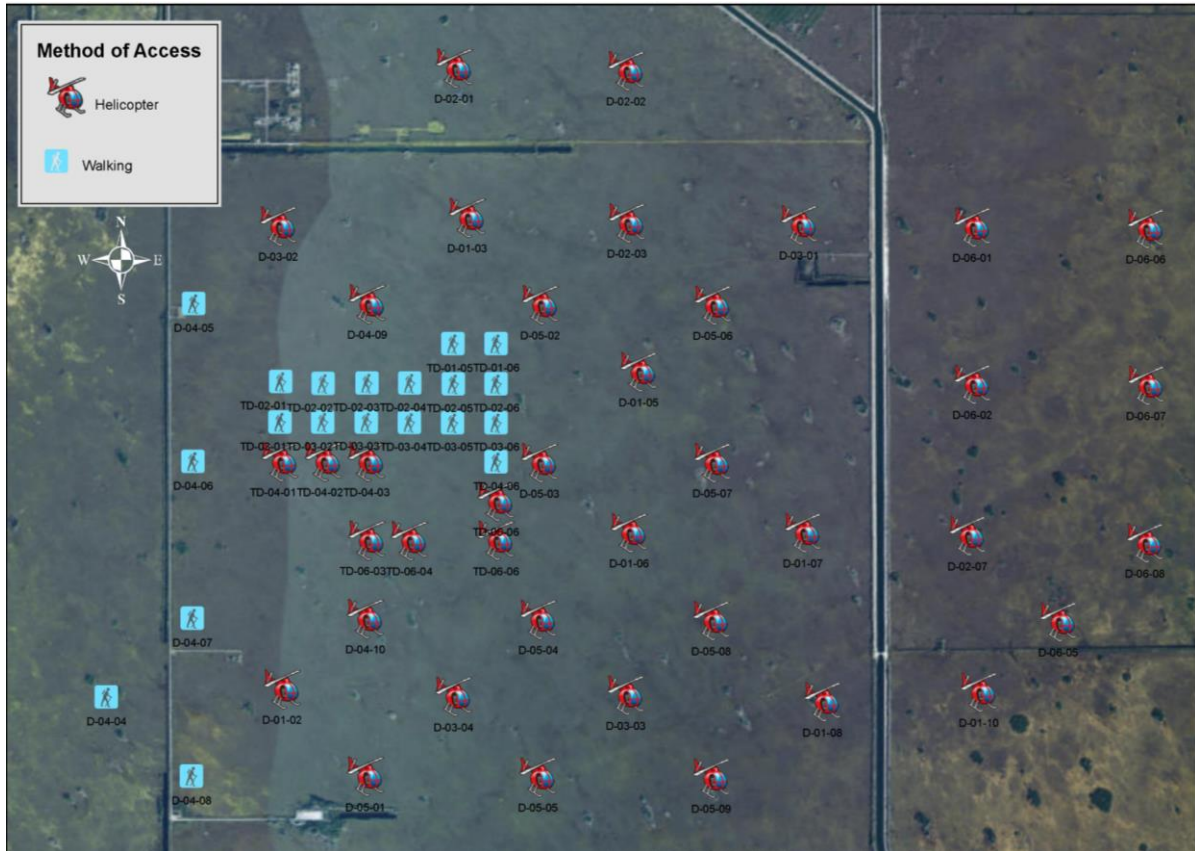 Method of Access
Helicopter
Walking
N
W E
S
D-02-01 D-02-02
D-03-02 D-01-03 D-02-03 D-03-01 D-06-01 D-06-06
D-04-05 D-04-09 D-05-02 D-05-06
TD-01-05 TD-01-06
D-01-05 D-06-02 D-06-07
TD-02-01 TD-02-02 TD-02-03 TD-02-04 TD-02-05 TD-02-06
TD-03-01 TD-03-02 TD-03-03 TD-03-04 TD-03-05 TD-03-06
D-04-06 TD-04-01 TD-04-02 TD-04-03 TD-04-06 D-05-03 D-05-07
D-01-06 D-01-07 D-02-07 D-06-08
TD-06-03 TD-06-04 TD-06-06
D-04-07 D-04-10 D-05-04 D-05-08 D-06-05
D-04-04 D-01-02 D-03-04 D-03-03 D-01-08 D-01-10
D-04-08 D-05-01 D-05-05 D-05-09